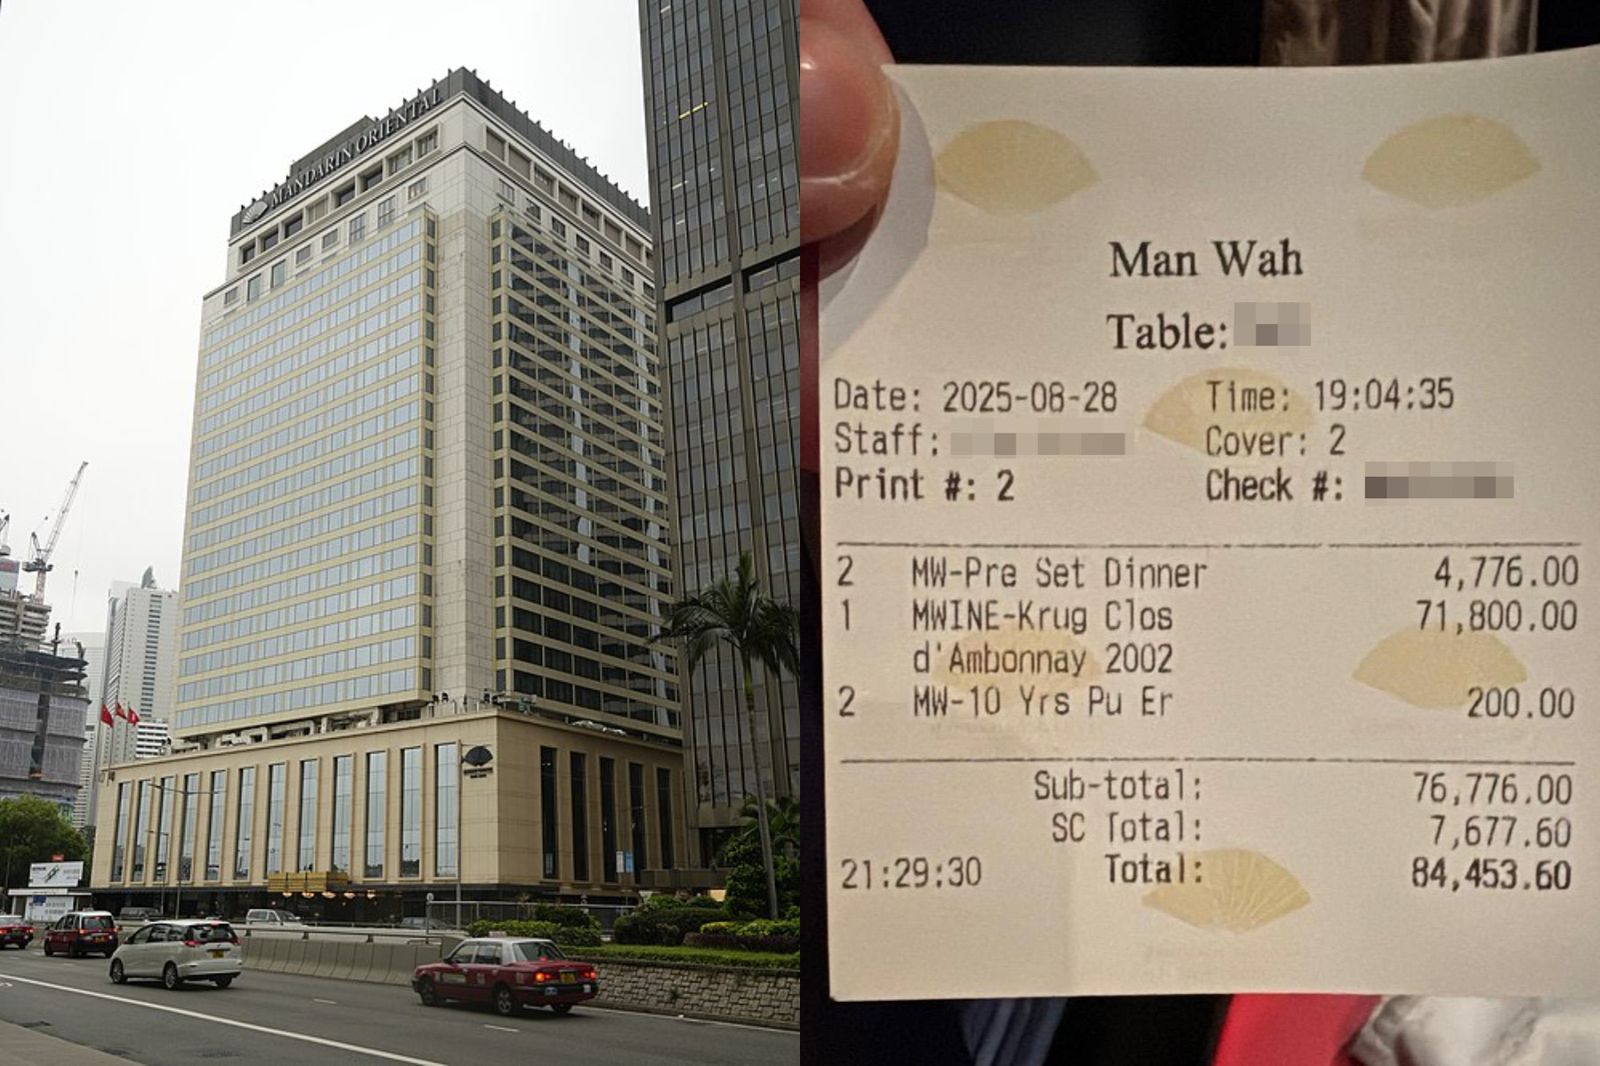 MANDARIN ORIENTAL
Man Wah
Table:
Date: 2025-08-28 Time: 19:04:35
Staff: Cover: 2
Print #: 2 Check #:
2 MW-Pre Set Dinner 4,776.00
1 MWINE-Krug Clos 71,800.00
d'Ambonnay 2002
2 MW-10 Yrs Pu Er 200.00
Sub-total: 76,776.00
SC Total: 7,677.60
21:29:30 Total: 84,453.60